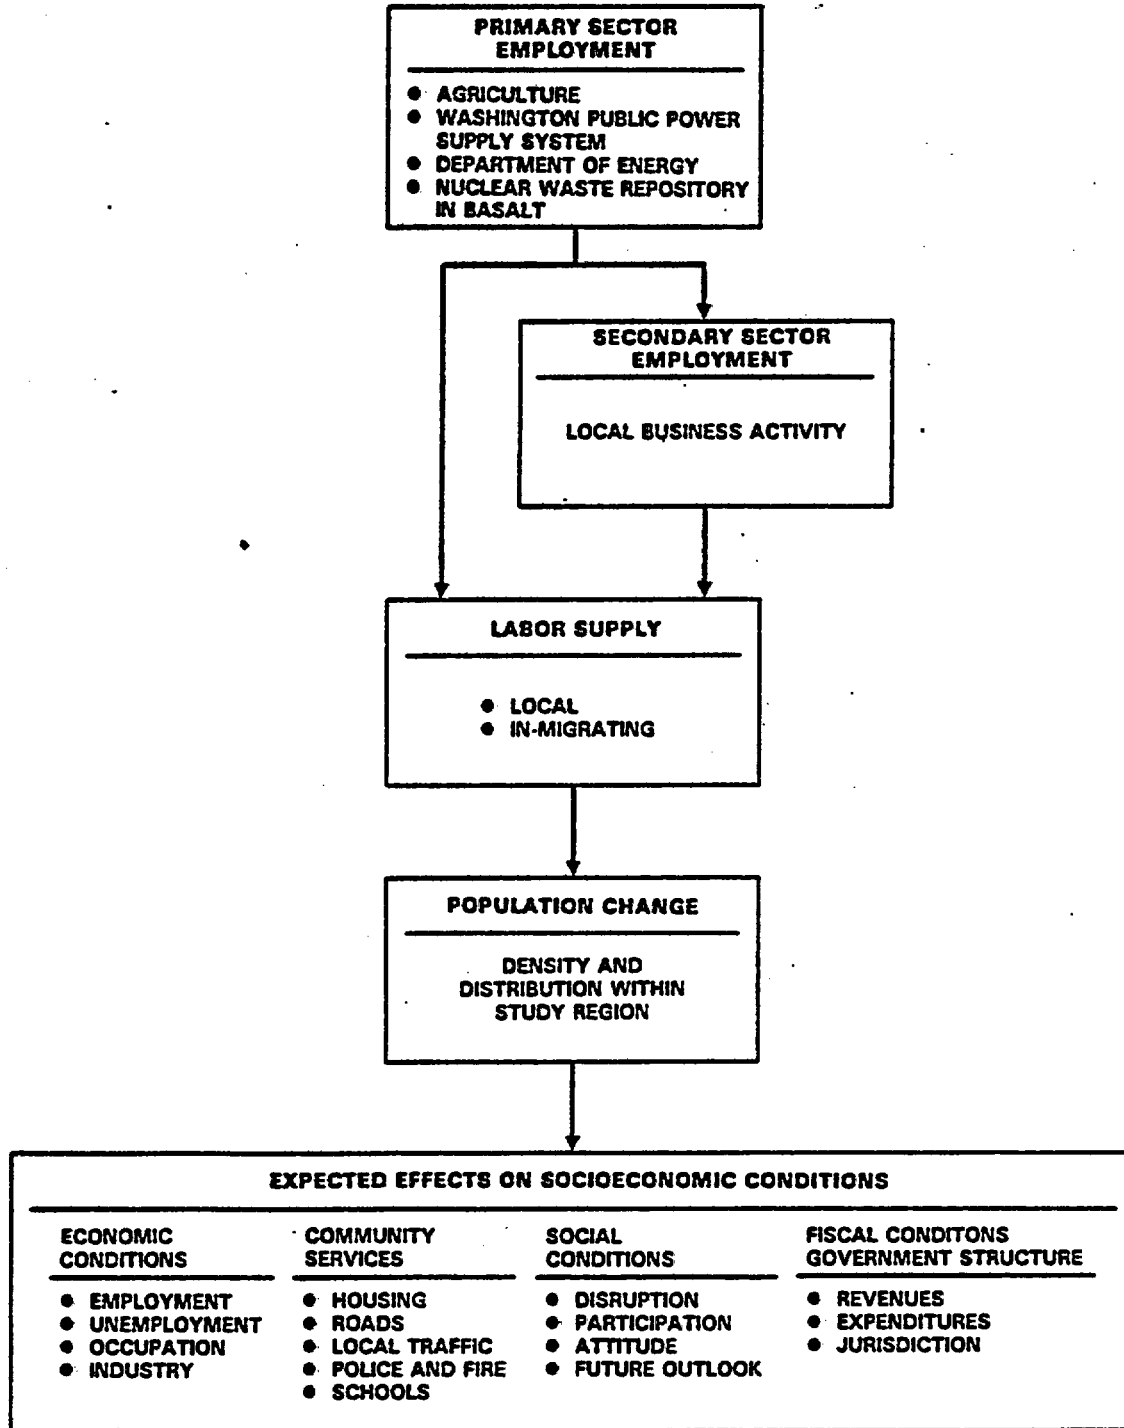 PRIMARY SECTOR
EMPLOYMENT
● AGRICULTURE
● WASHINGTON PUBLIC POWER
SUPPLY SYSTEM
● DEPARTMENT OF ENERGY
● NUCLEAR WASTE REPOSITORY
IN BASALT
SECONDARY SECTOR
EMPLOYMENT
LOCAL BUSINESS ACTIVITY
LABOR SUPPLY
● LOCAL
● IN-MIGRATING
POPULATION CHANGE
DENSITY AND
DISTRIBUTION WITHIN
STUDY REGION
EXPECTED EFFECTS ON SOCIOECONOMIC CONDITIONS
ECONOMIC
CONDITIONS
● EMPLOYMENT
● UNEMPLOYMENT
● OCCUPATION
● INDUSTRY
COMMUNITY
SERVICES
● HOUSING
● ROADS
● LOCAL TRAFFIC
● POLICE AND FIRE
● SCHOOLS
SOCIAL
CONDITIONS
● DISRUPTION
● PARTICIPATION
● ATTITUDE
● FUTURE OUTLOOK
FISCAL CONDITONS
GOVERNMENT STRUCTURE
● REVENUES
● EXPENDITURES
● JURISDICTION